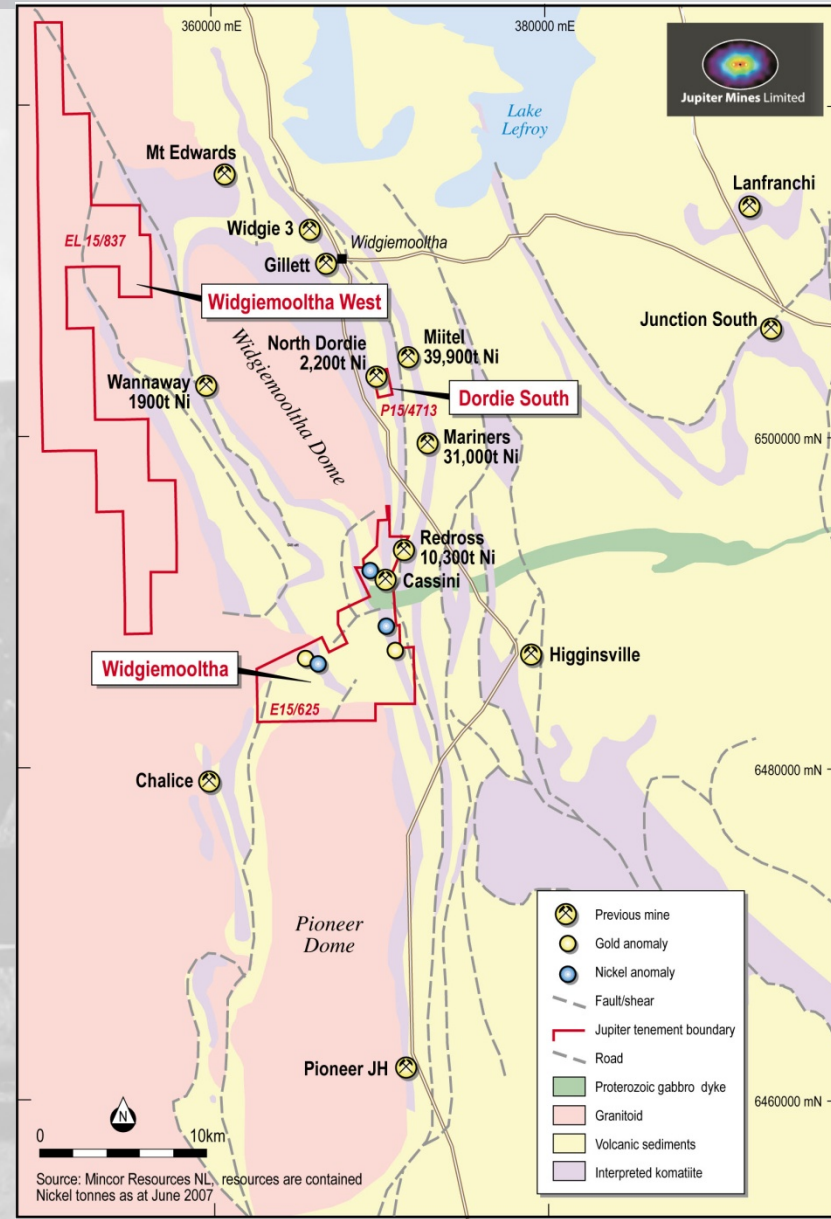 360000 mE
380000 mE
Jupiter Mines Limited
Lake
Lefroy
Mt Edwards
Lanfranchi
Widgie 3
Widgiemooltha
EL 15/837
Gillett
Widgiemooltha West
Junction South
North Dordie
2,200t Ni
Miitel
39,900t Ni
Widgiemooltha Dome
Wannaway
1900t Ni
Dordie South
P15/4713
Mariners
31,000t Ni
6500000 mN
Redross
10,300t Ni
Cassini
Widgiemooltha
Higginsville
E15/625
Chalice
6480000 mN
Pioneer
Dome
Previous mine
Gold anomaly
Nickel anomaly
Fault/shear
Jupiter tenement boundary
Road
Proterozoic gabbro dyke
Granitoid
Volcanic sediments
Interpreted komatiite
Pioneer JH
6460000 mN
N
0 10km
Source: Mincor Resources NL, resources are contained
Nickel tonnes as at June 2007